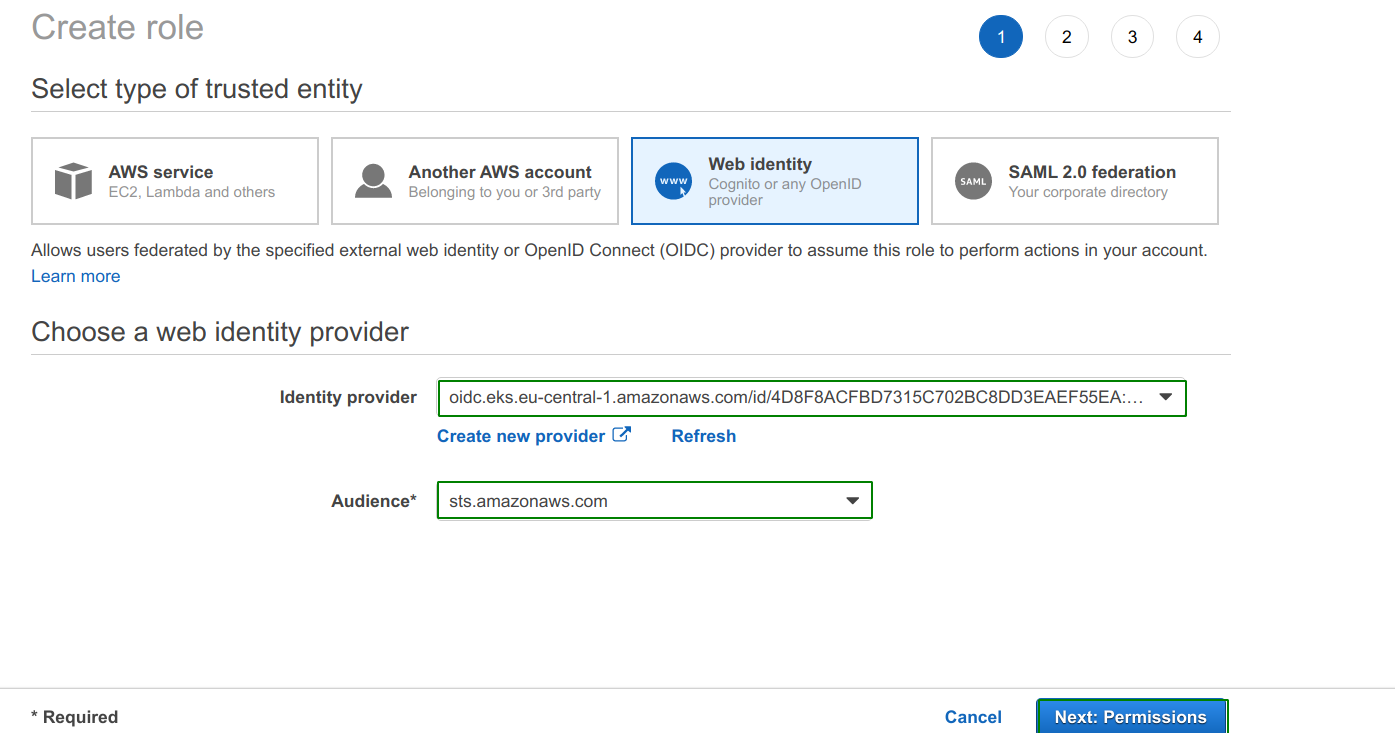 Create role
1 2 3 4
Select type of trusted entity
AWS service
EC2, Lambda and others
Another AWS account
Belonging to you or 3rd party
www
Web identity
Cognito or any OpenID
provider
SAML
SAML 2.0 federation
Your corporate directory
Allows users federated by the specified external web identity or OpenID Connect (OIDC) provider to assume this role to perform actions in your account.
Learn more
Choose a web identity provider
Identity provider oidc.eks.eu-central-1.amazonaws.com/id/4D8F8ACFBD7315C702BC8DD3EAEF55EA:...
Create new provider Refresh
Audience* sts.amazonaws.com
* Required Cancel Next: Permissions